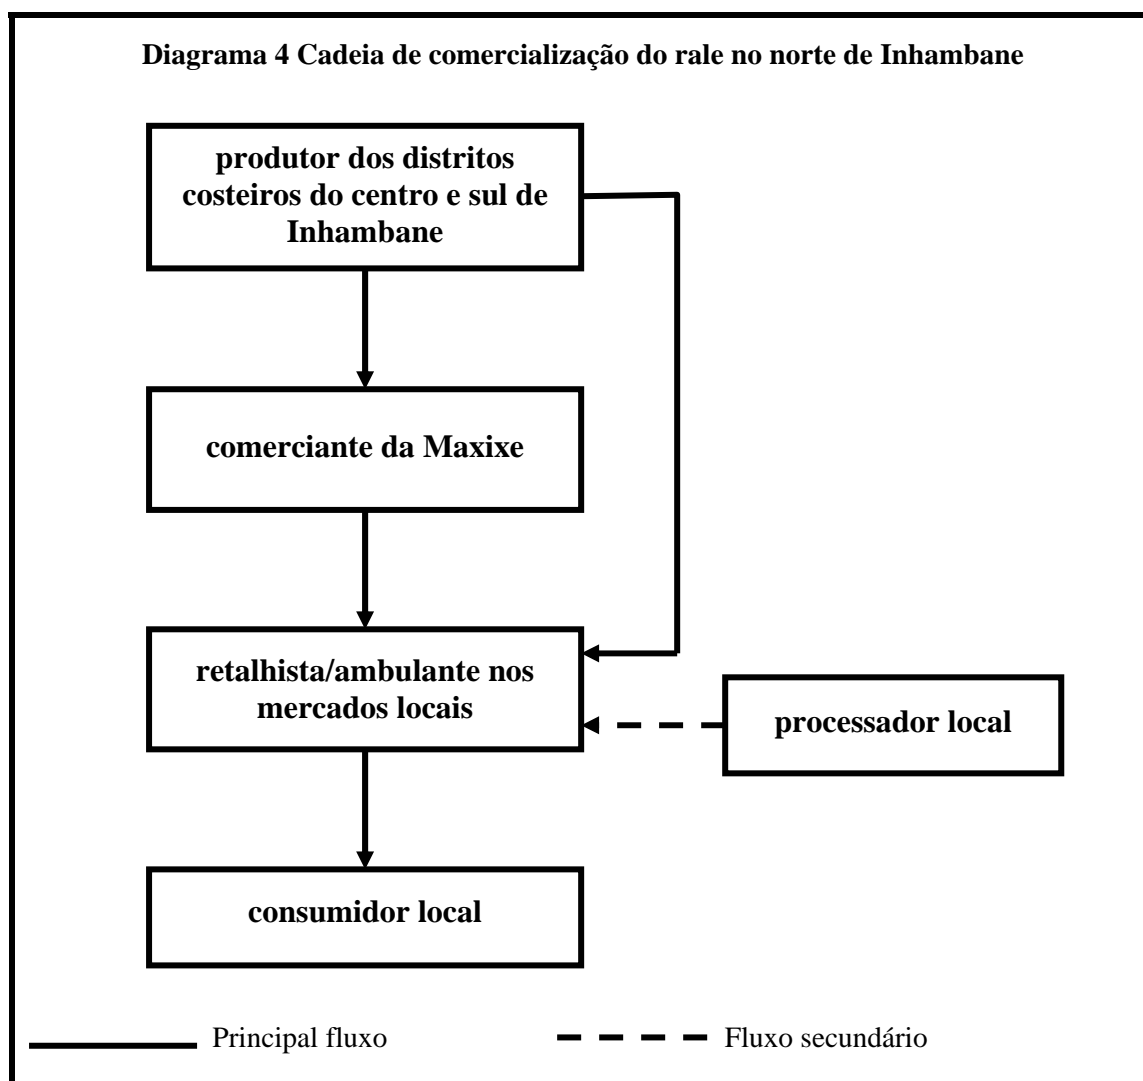 Diagrama 4 Cadeia de comercialização do rale no norte de Inhambane
produtor dos distritos
costeiros do centro e sul de
Inhambane
comerciante da Maxixe
retalhista/ambulante nos
mercados locais
processador local
consumidor local
Principal fluxo
Fluxo secundário